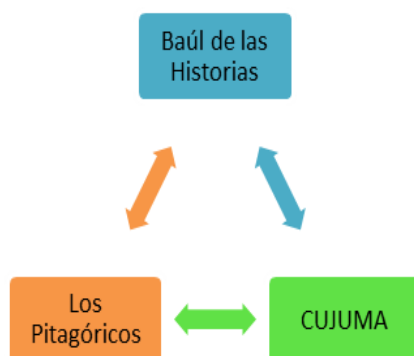 Baúl de las
Historias
Los
Pitagóricos
CUJUMA